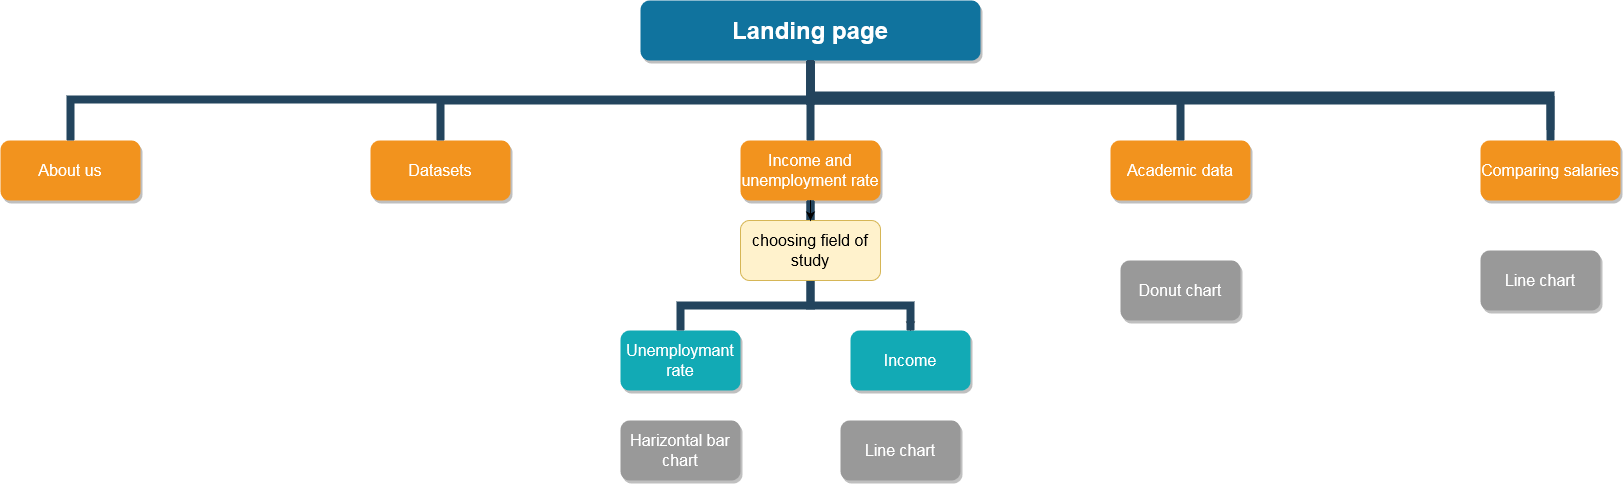 Landing page
About us
Datasets
Income and
unemployment rate
Academic data
Comparing salaries
choosing field of
study
Donut chart
Line chart
Unemploymant
rate
Income
Harizontal bar
chart
Line chart